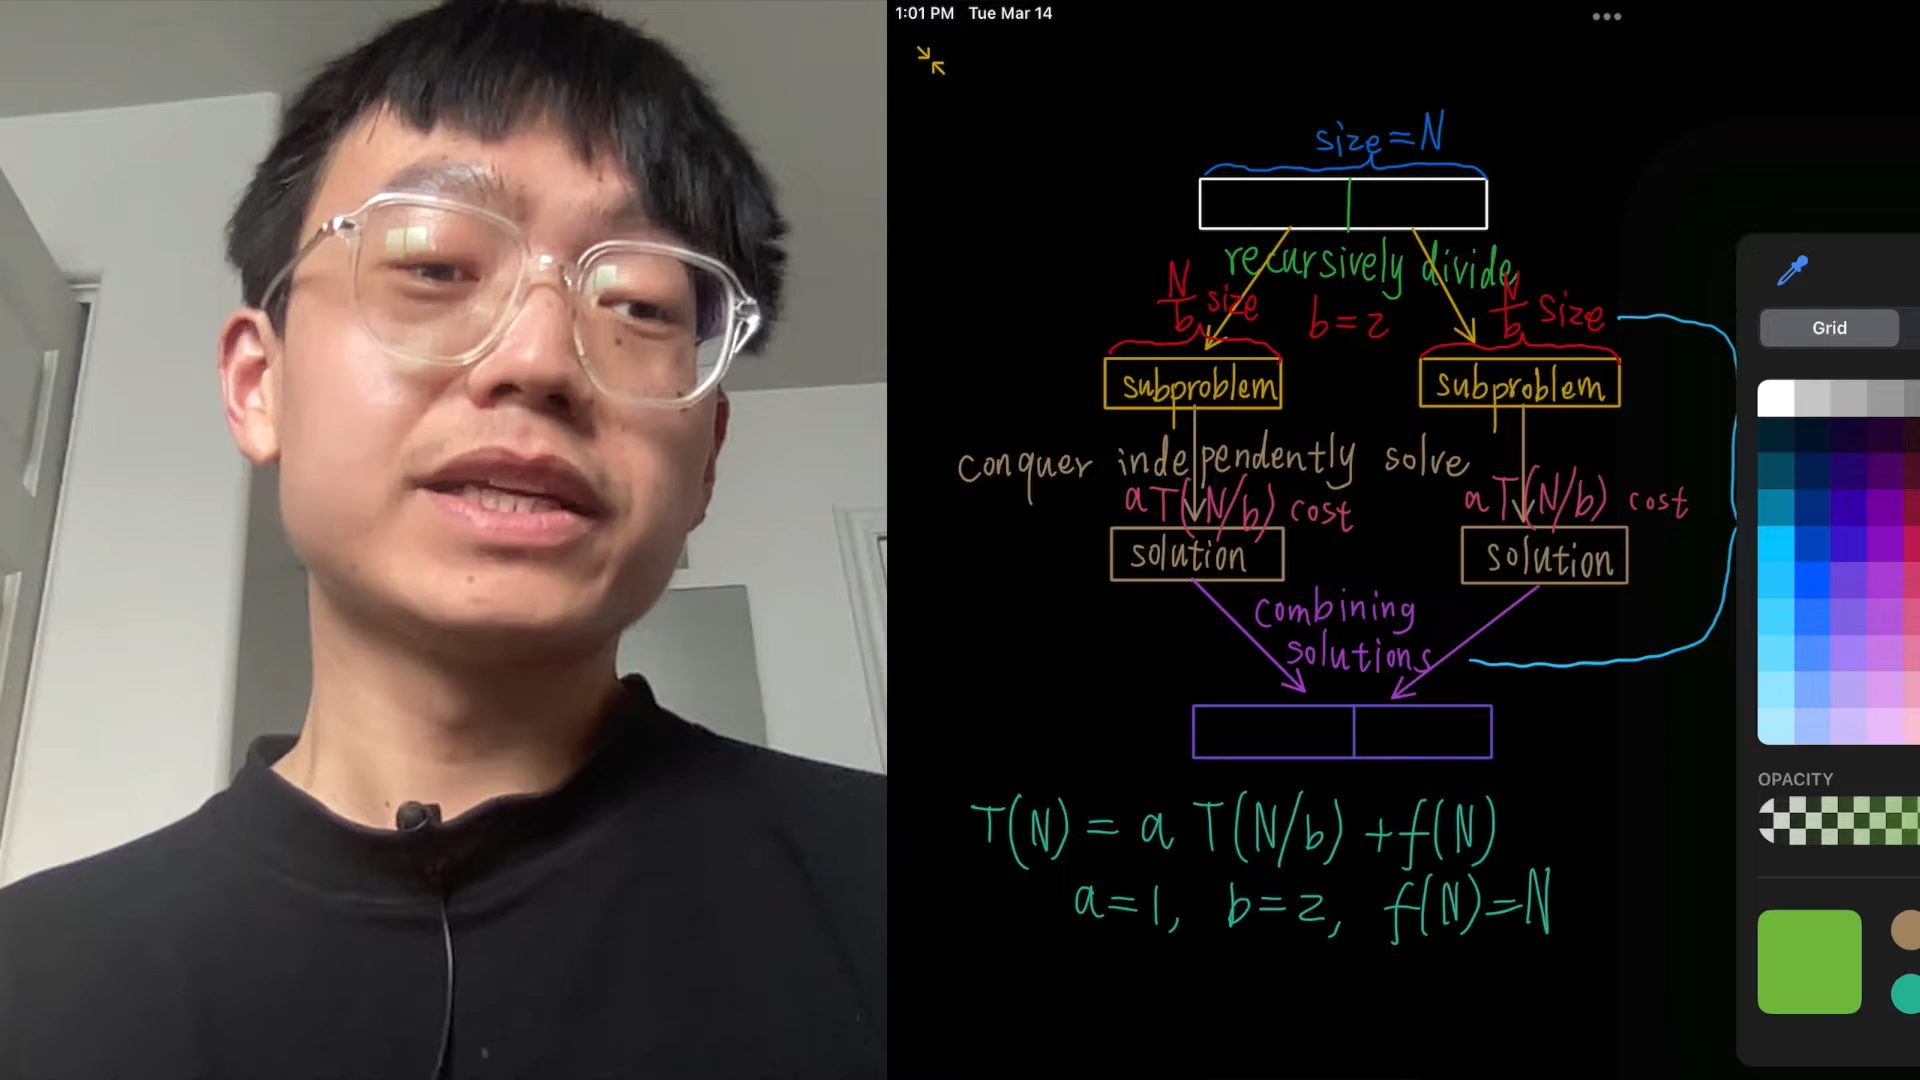 1:01 PM Tue Mar 14
size=N
recursively divide
N/b size
b=2
N/b size
subproblem
subproblem
conquer independently solve
aT(N/b) cost
aT(N/b) cost
solution
solution
combining
solutions
T(N) = a T(N/b) + f(N)
a=1, b=2, f(N)=N
Grid
OPACITY